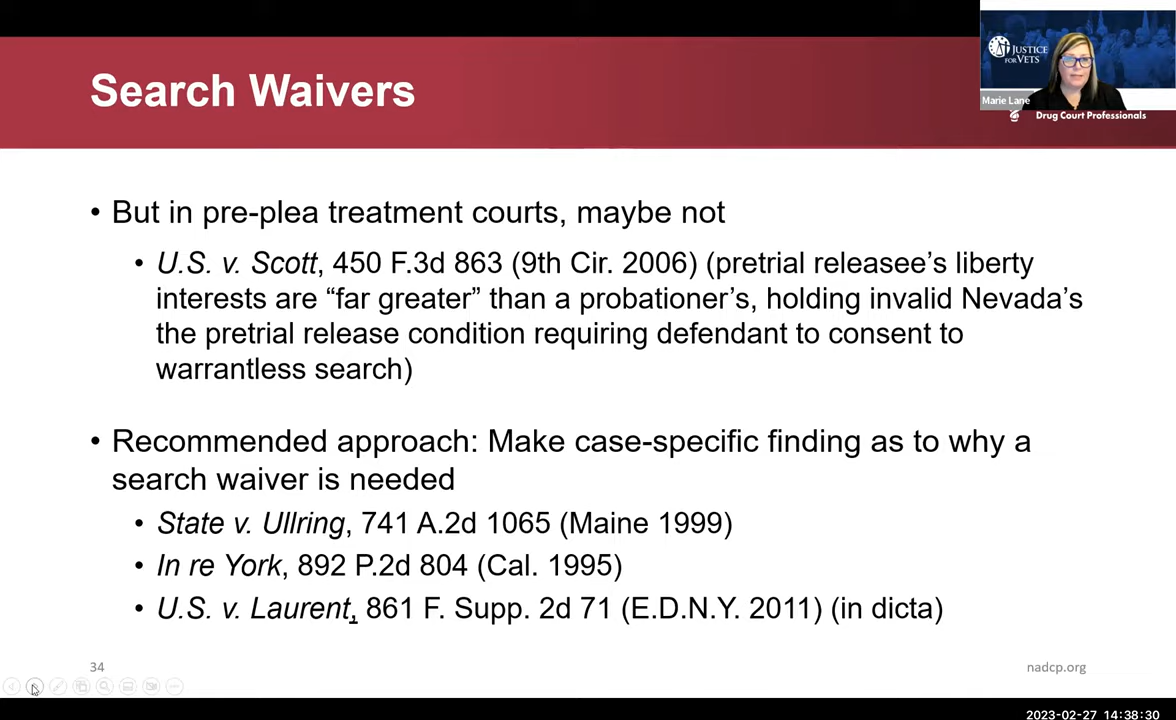 JUSTICE
FOR VETS
Marie Lane
Drug Court Professionals
Search Waivers
• But in pre-plea treatment courts, maybe not
• U.S. v. Scott, 450 F.3d 863 (9th Cir. 2006) (pretrial releasee’s liberty
interests are “far greater” than a probationer’s, holding invalid Nevada’s
the pretrial release condition requiring defendant to consent to
warrantless search)
• Recommended approach: Make case-specific finding as to why a
search waiver is needed
• State v. Ullring, 741 A.2d 1065 (Maine 1999)
• In re York, 892 P.2d 804 (Cal. 1995)
• U.S. v. Laurent, 861 F. Supp. 2d 71 (E.D.N.Y. 2011) (in dicta)
34
nadcp.org
2023-02-27 14:38:30